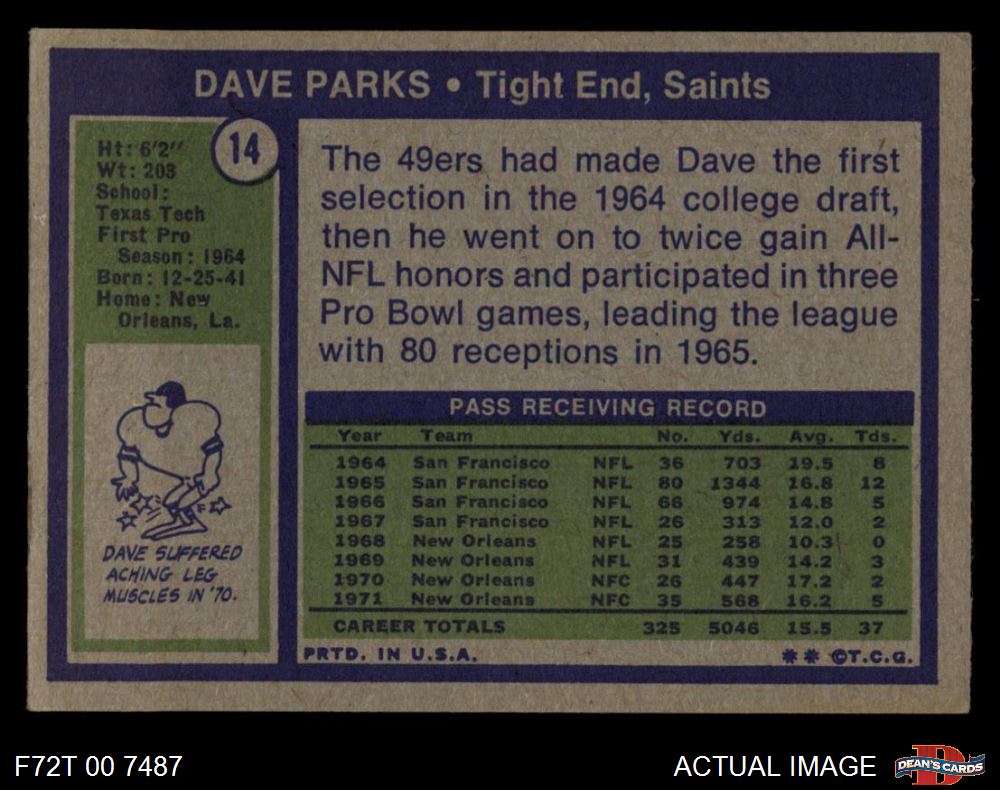 DAVE PARKS • Tight End, Saints
14
Ht: 6'2"
Wt: 203
School:
Texas Tech
First Pro
Season: 1964
Born: 12-25-41
Home: New
Orleans, La.
The 49ers had made Dave the first
selection in the 1964 college draft,
then he went on to twice gain All-
NFL honors and participated in three
Pro Bowl games, leading the league
with 80 receptions in 1965.
DAVE SUFFERED
ACHING LEG
MUSCLES IN '70.
PASS RECEIVING RECORD
Year Team No. Yds. Avg. Tds.
1964 San Francisco NFL 36 703 19.5 8
1965 San Francisco NFL 80 1344 16.8 12
1966 San Francisco NFL 66 974 14.8 5
1967 San Francisco NFL 26 313 12.0 2
1968 New Orleans NFL 25 258 10.3 0
1969 New Orleans NFL 31 439 14.2 3
1970 New Orleans NFC 26 447 17.2 2
1971 New Orleans NFC 35 568 16.2 5
CAREER TOTALS 325 5046 15.5 37
PRTD. IN U.S.A. ** ©T.C.G.
F72T 00 7487 ACTUAL IMAGE
D
DEAN'S CARDS